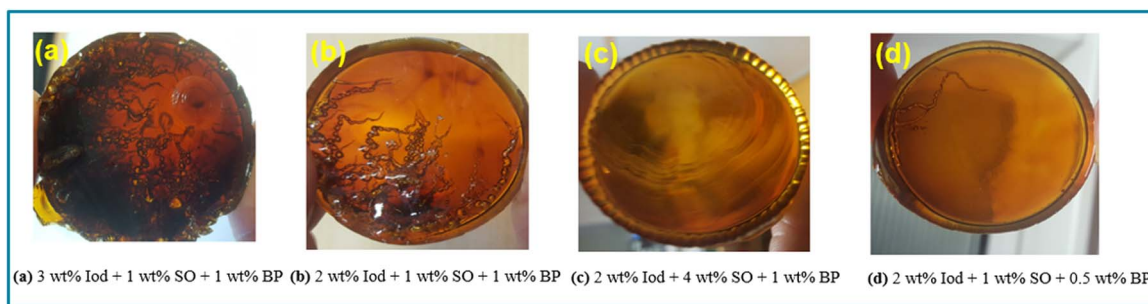 (a)
(b)
(c)
(d)
(a) 3 wt% Iod + 1 wt% SO + 1 wt% BP
(b) 2 wt% Iod + 1 wt% SO + 1 wt% BP
(c) 2 wt% Iod + 4 wt% SO + 1 wt% BP
(d) 2 wt% Iod + 1 wt% SO + 0.5 wt% BP